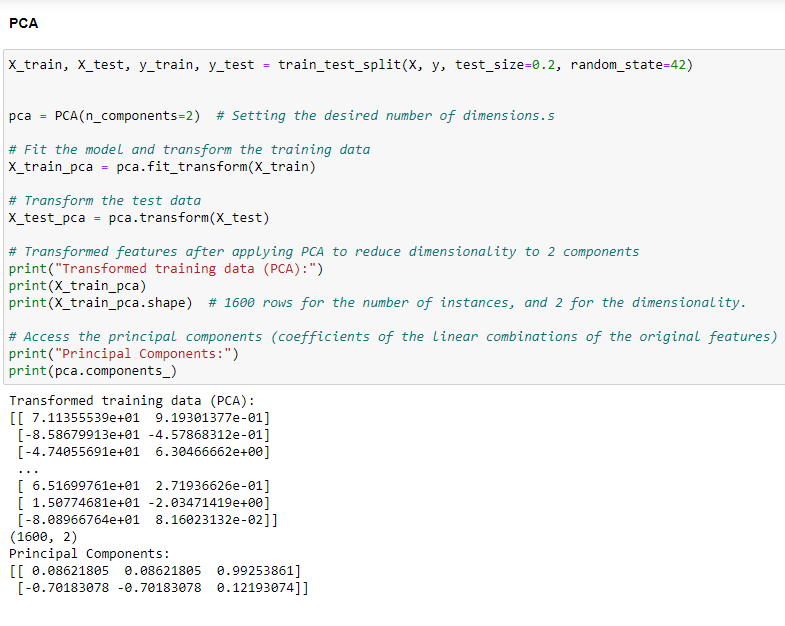 PCA
X_train, X_test, y_train, y_test = train_test_split(X, y, test_size=0.2, random_state=42)
pca = PCA(n_components=2)  # Setting the desired number of dimensions.s
# Fit the model and transform the training data
X_train_pca = pca.fit_transform(X_train)
# Transform the test data
X_test_pca = pca.transform(X_test)
# Transformed features after applying PCA to reduce dimensionality to 2 components
print("Transformed training data (PCA):")
print(X_train_pca)
print(X_train_pca.shape)  # 1600 rows for the number of instances, and 2 for the dimensionality.
# Access the principal components (coefficients of the linear combinations of the original features)
print("Principal Components:")
print(pca.components_)
Transformed training data (PCA):
[[ 7.11355539e+01  9.19301377e-01]
 [-8.58679913e+01 -4.57868312e-01]
 [-4.74055691e+01  6.30466662e+00]
 ...
 [ 6.51699761e+01  2.71936626e-01]
 [ 1.50774681e+01 -2.03471419e+00]
 [-8.08966764e+01  8.16023132e-02]]
(1600, 2)
Principal Components:
[[ 0.08621805  0.08621805  0.99253861]
 [-0.70183078 -0.70183078  0.12193074]]